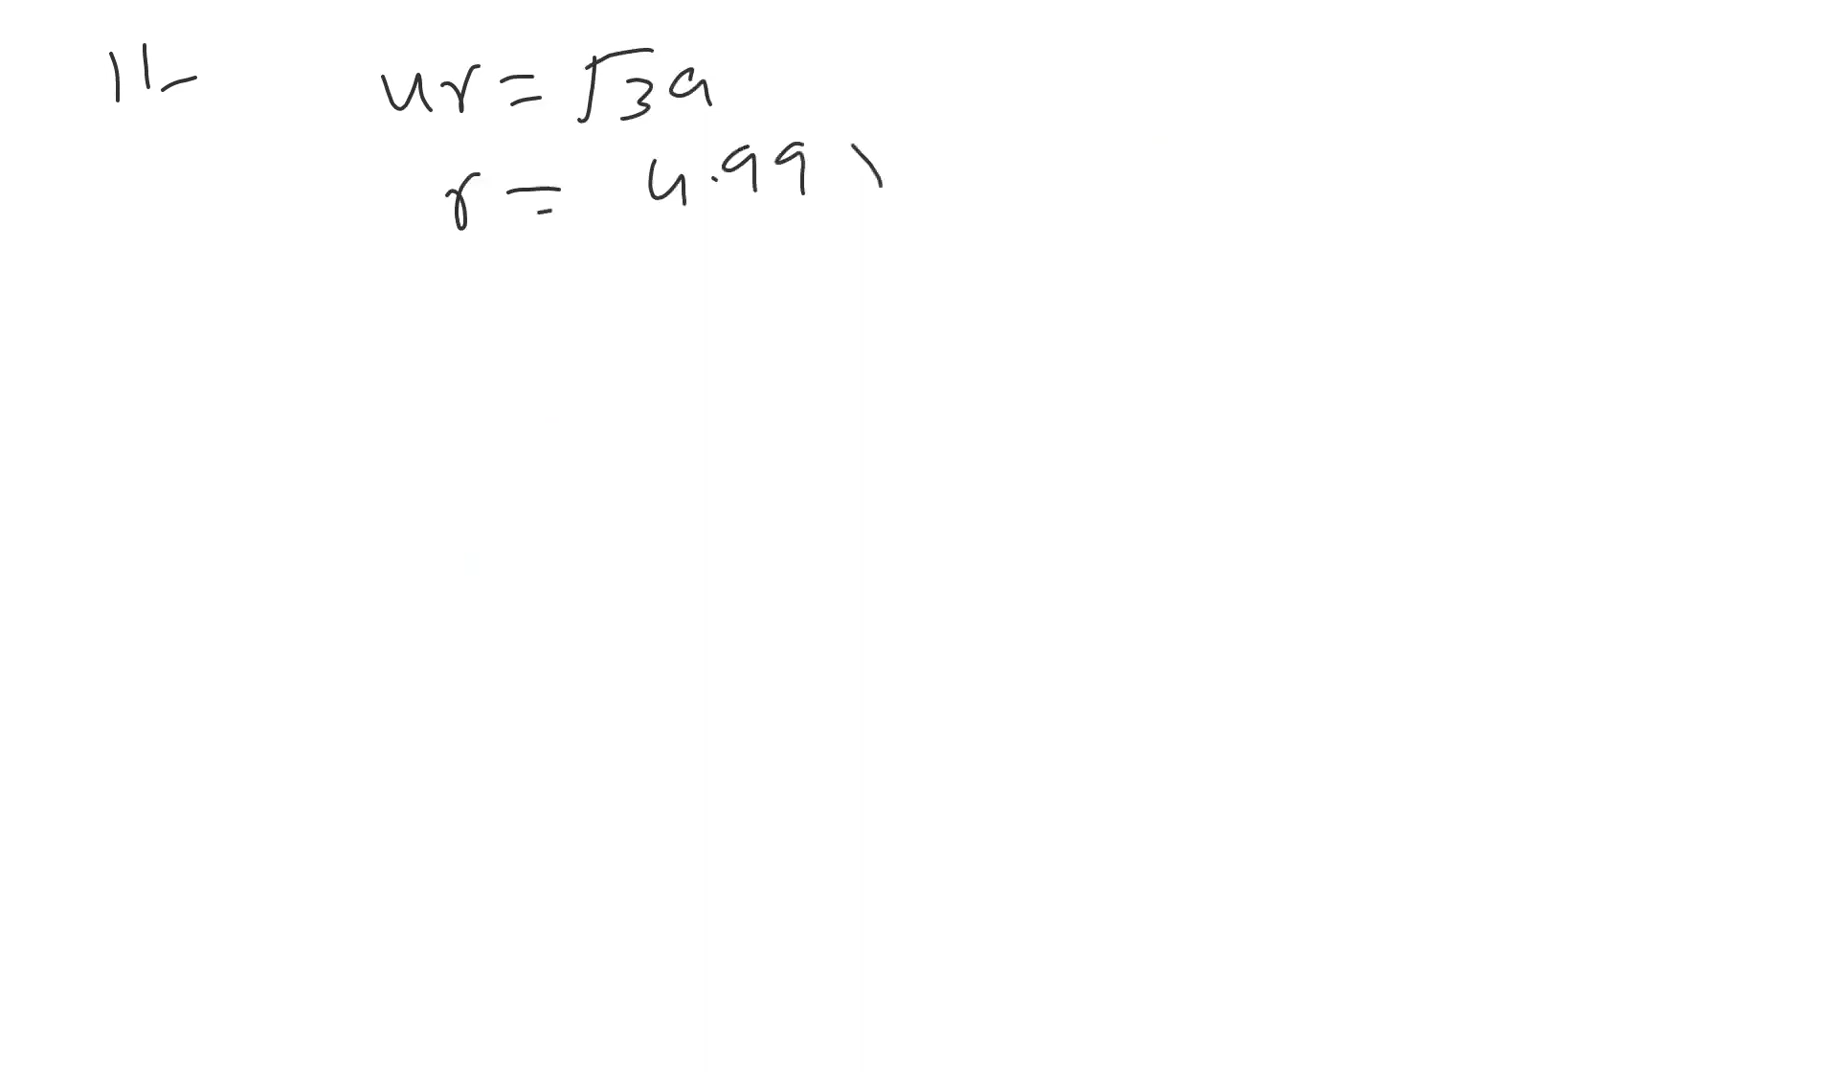 11- 4r = √3a
r = 4.99 \